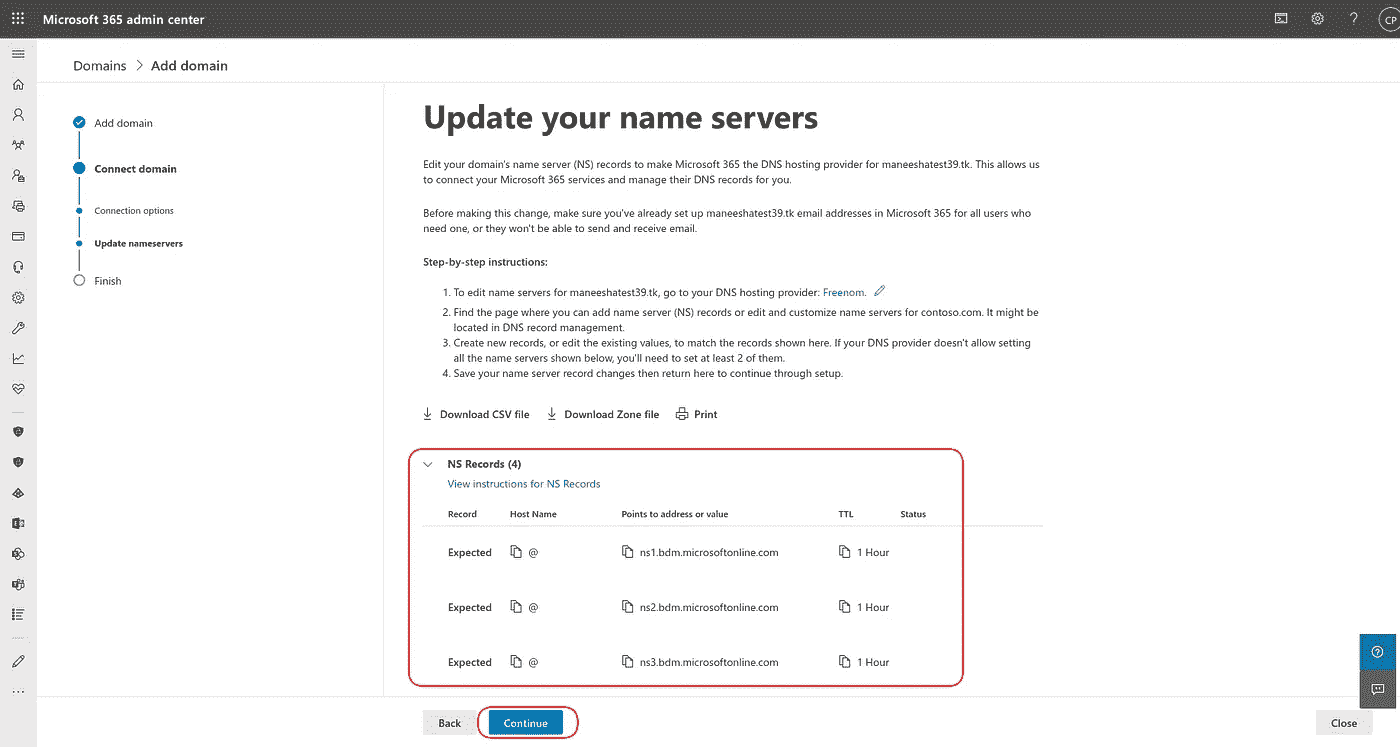 Microsoft 365 admin center
CP
Domains > Add domain
Add domain
Connect domain
Connection options
Update nameservers
Finish
Update your name servers
Edit your domain's name server (NS) records to make Microsoft 365 the DNS hosting provider for maneeshatest39.tk. This allows us
to connect your Microsoft 365 services and manage their DNS records for you.
Before making this change, make sure you've already set up maneeshatest39.tk email addresses in Microsoft 365 for all users who
need one, or they won't be able to send and receive email.
Step-by-step instructions:
1. To edit name servers for maneeshatest39.tk, go to your DNS hosting provider: Freenom.
2. Find the page where you can add name server (NS) records or edit and customize name servers for contoso.com. It might be
located in DNS record management.
3. Create new records, or edit the existing values, to match the records shown here. If your DNS provider doesn't allow setting
all the name servers shown below, you'll need to set at least 2 of them.
4. Save your name server record changes then return here to continue through setup.
Download CSV file Download Zone file Print
NS Records (4)
View instructions for NS Records
Record Host Name Points to address or value TTL Status
Expected @ ns1.bdm.microsoftonline.com 1 Hour
Expected @ ns2.bdm.microsoftonline.com 1 Hour
Expected @ ns3.bdm.microsoftonline.com 1 Hour
Back Continue Close